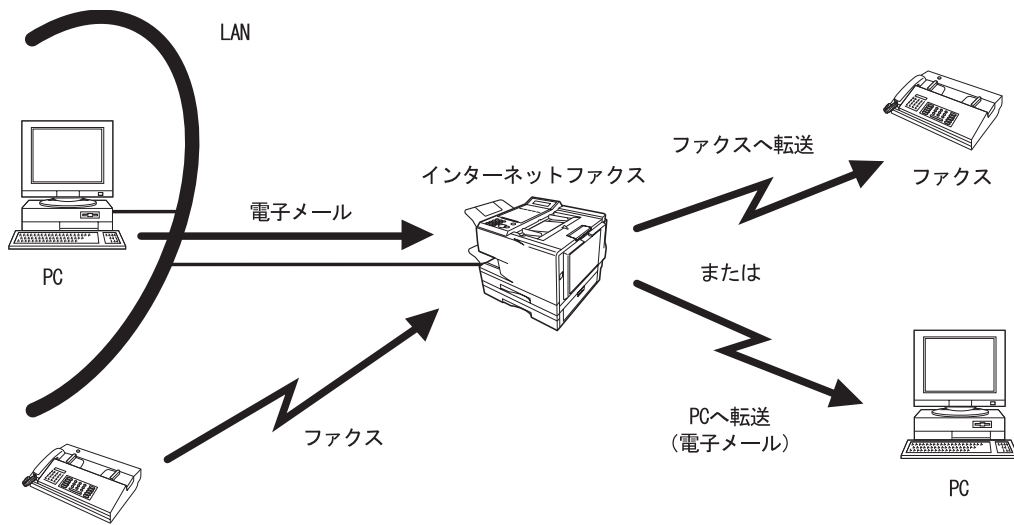 LAN
ファクスへ転送
ファクス
インターネットファクス
電子メール
PC
または
ファクス
PCへ転送
(電子メール)
PC